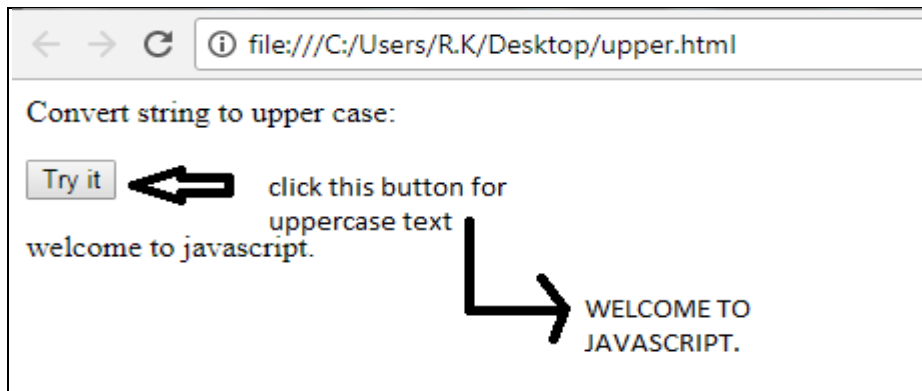 file:///C:/Users/R.K/Desktop/upper.html
Convert string to upper case:
Try it
click this button for
uppercase text
welcome to javascript.
WELCOME TO
JAVASCRIPT.